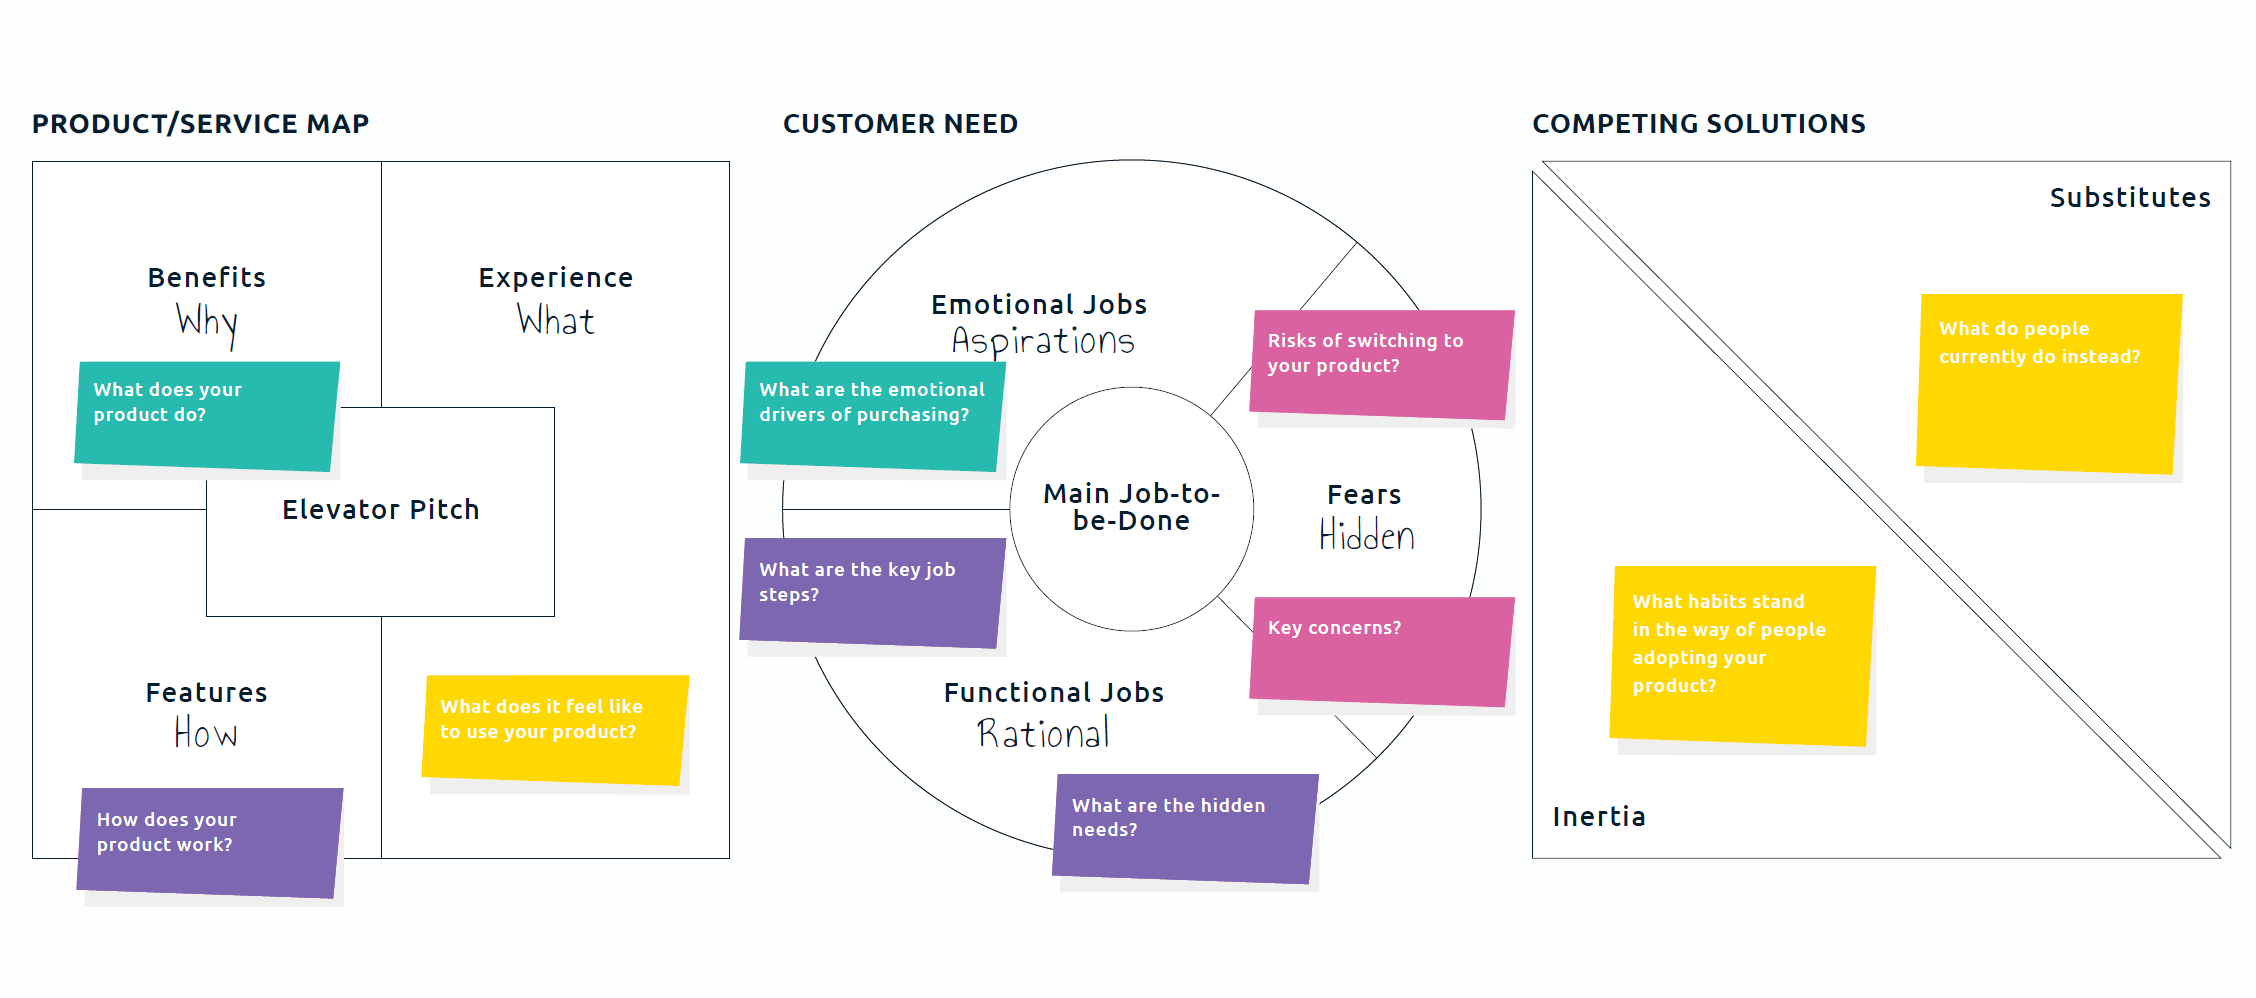 PRODUCT/SERVICE MAP
Benefits
Why
What does your
product do?
Experience
What
Elevator Pitch
Features
How
How does your
product work?
What does it feel like
to use your product?
CUSTOMER NEED
Emotional Jobs
Aspirations
What are the emotional
drivers of purchasing?
Risks of switching to
your product?
Main Job-to-
be-Done
Fears
Hidden
Key concerns?
What are the key job
steps?
Functional Jobs
Rational
What are the hidden
needs?
COMPETING SOLUTIONS
Substitutes
What do people
currently do instead?
What habits stand
in the way of people
adopting your
product?
Inertia